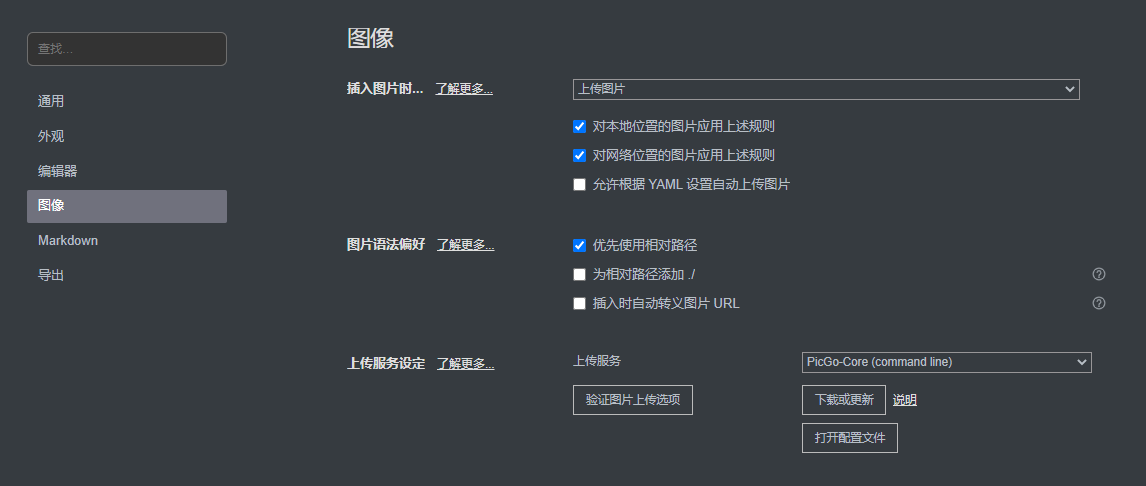 查找...
通用
外观
编辑器
图像
Markdown
导出
图像
插入图片时... 了解更多... 上传图片
对本地位置的图片应用上述规则
对网络位置的图片应用上述规则
允许根据 YAML 设置自动上传图片
图片语法偏好 了解更多... 优先使用相对路径
为相对路径添加 ./
插入时自动转义图片 URL
上传服务设定 了解更多... 上传服务 PicGo-Core (command line)
验证图片上传选项 下载或更新 说明
打开配置文件